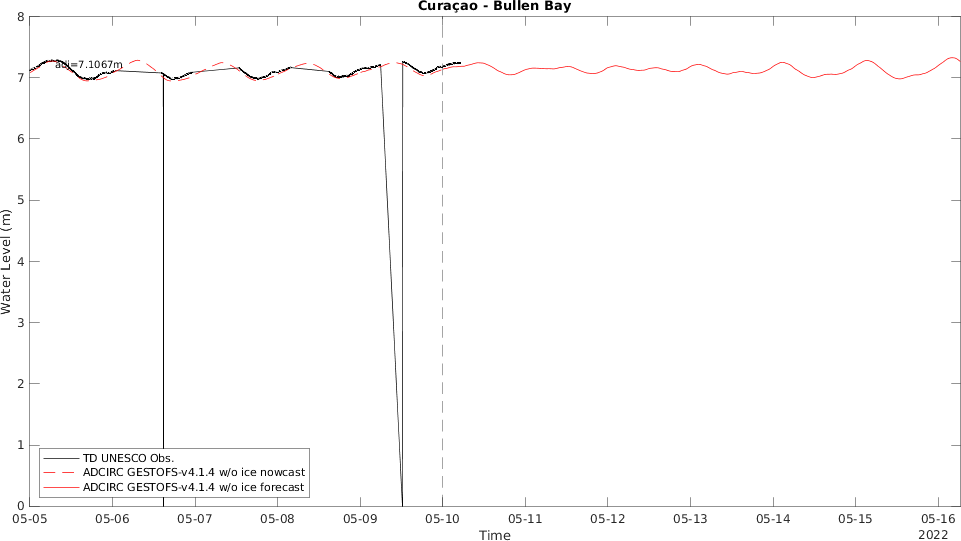 Curaçao - Bullen Bay
8
7
6
5
4
3
2
1
0
Water Level (m)
adj=7.1067m
TD UNESCO Obs.
ADCIRC GESTOFS-v4.1.4 w/o ice nowcast
ADCIRC GESTOFS-v4.1.4 w/o ice forecast
05-05 05-06 05-07 05-08 05-09 05-10 05-11 05-12 05-13 05-14 05-15 05-16
Time
2022